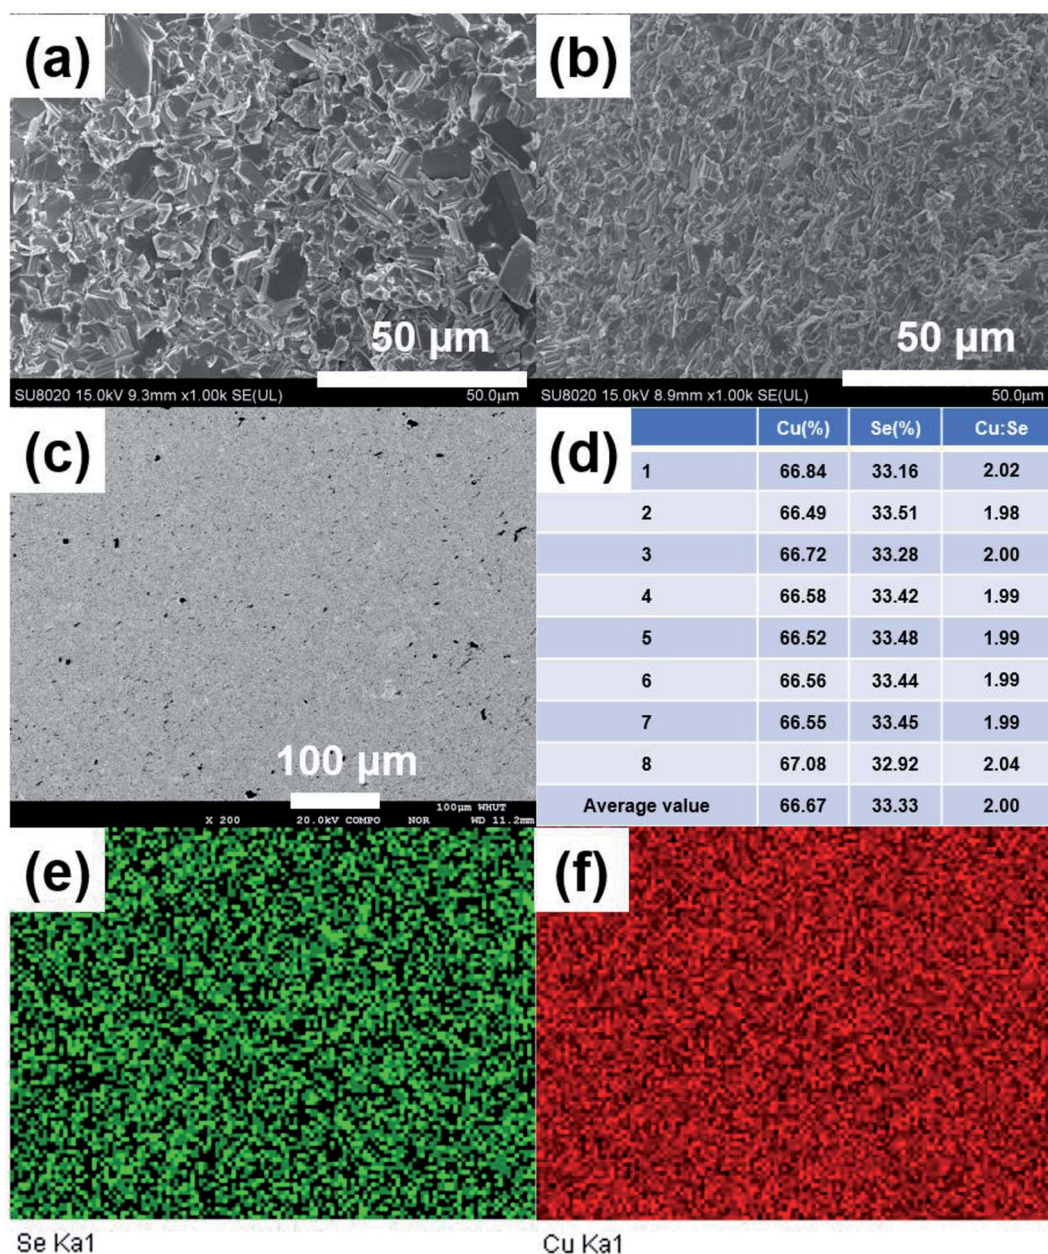 (a)
50 µm
SU8020 15.0kV 9.3mm x1.00k SE(UL) 50.0µm
(b)
50 µm
SU8020 15.0kV 8.9mm x1.00k SE(UL) 50.0µm
(c)
100 µm
100µm WHUT
X 200 20.0kV COMPO NOR WD 11.2mm
(d)
Cu(%) Se(%) Cu:Se
1 66.84 33.16 2.02
2 66.49 33.51 1.98
3 66.72 33.28 2.00
4 66.58 33.42 1.99
5 66.52 33.48 1.99
6 66.56 33.44 1.99
7 66.55 33.45 1.99
8 67.08 32.92 2.04
Average value 66.67 33.33 2.00
(e)
Se Ka1
(f)
Cu Ka1